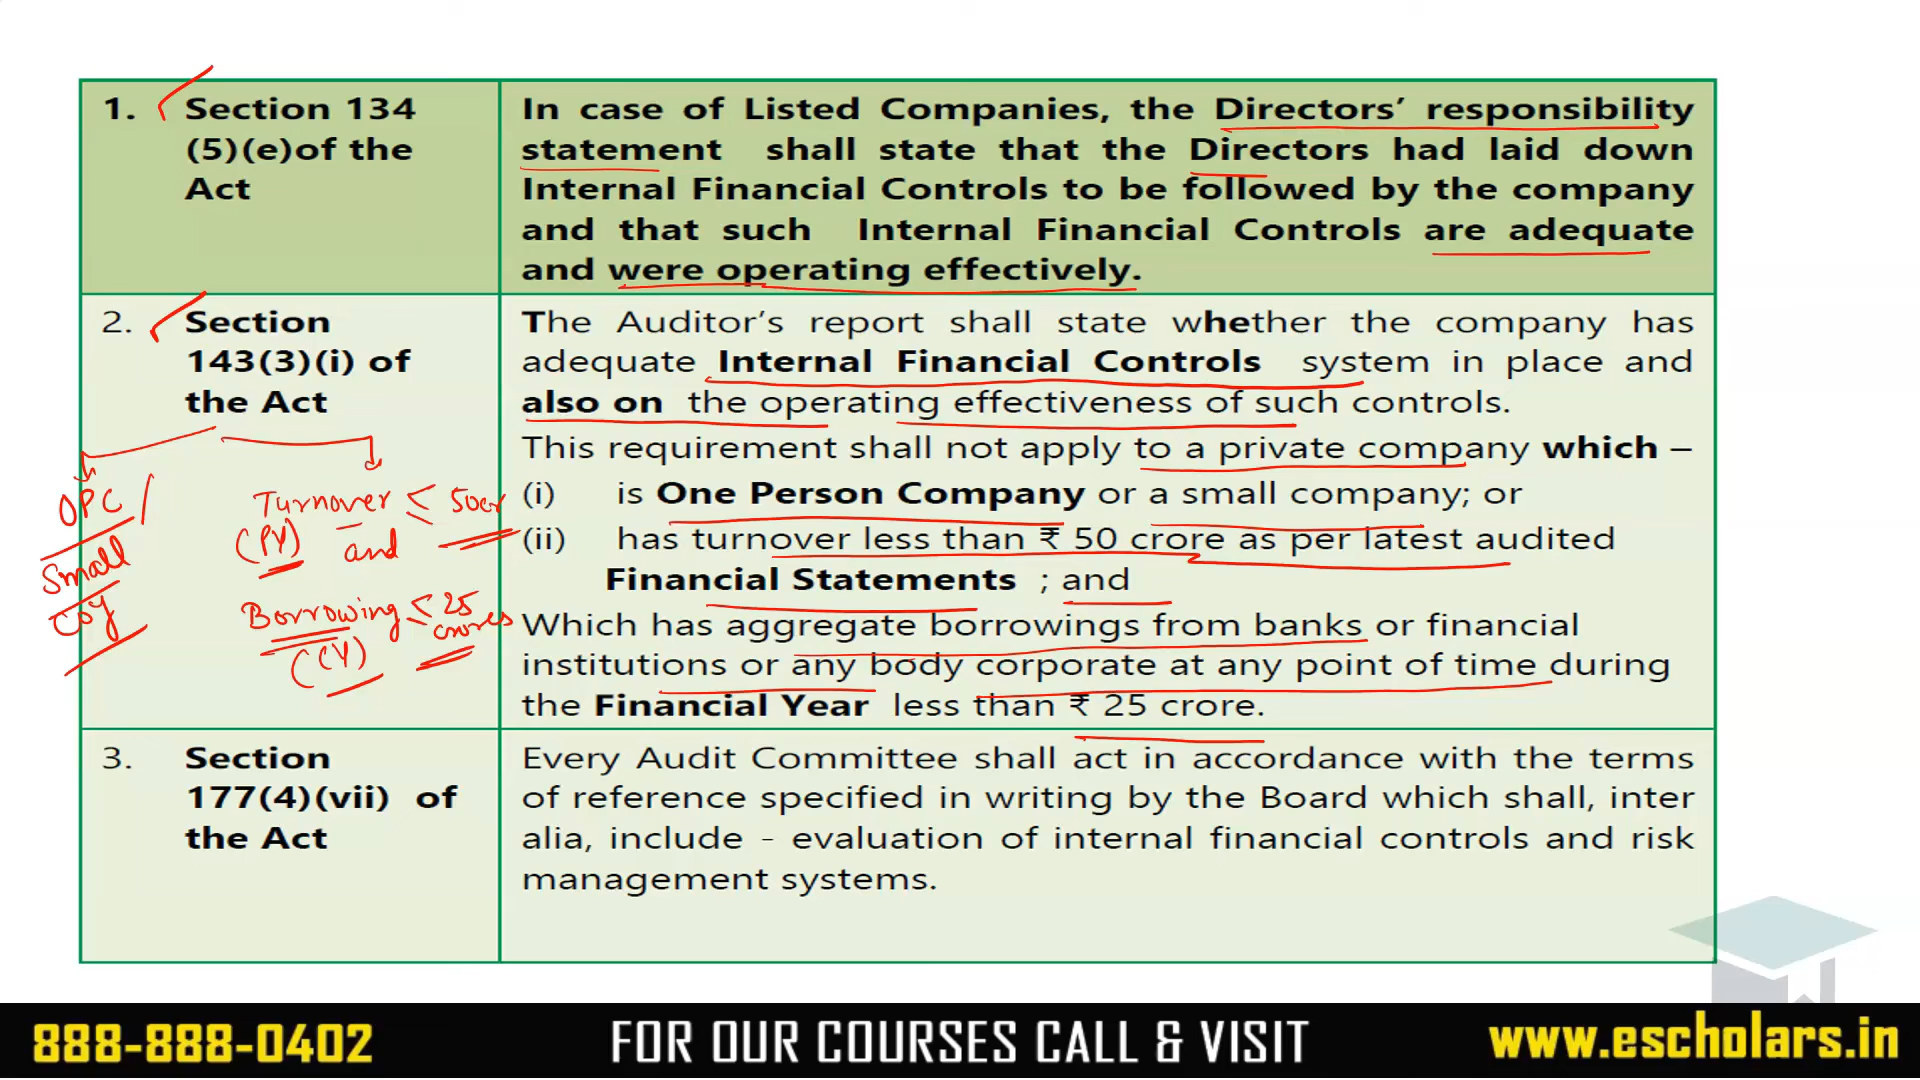 1. Section 134
(5)(e)of the
Act
In case of Listed Companies, the Directors’ responsibility
statement shall state that the Directors had laid down
Internal Financial Controls to be followed by the company
and that such Internal Financial Controls are adequate
and were operating effectively.
2. Section
143(3)(i) of
the Act
OPC /
Small
Coy
Turnover < 50cr
(PY) and
Borrowing < 25
crores
(CY)
The Auditor’s report shall state whether the company has
adequate Internal Financial Controls system in place and
also on the operating effectiveness of such controls.
This requirement shall not apply to a private company which –
(i) is One Person Company or a small company; or
(ii) has turnover less than ₹ 50 crore as per latest audited
Financial Statements ; and
Which has aggregate borrowings from banks or financial
institutions or any body corporate at any point of time during
the Financial Year less than ₹ 25 crore.
3. Section
177(4)(vii) of
the Act
Every Audit Committee shall act in accordance with the terms
of reference specified in writing by the Board which shall, inter
alia, include - evaluation of internal financial controls and risk
management systems.
888-888-0402 FOR OUR COURSES CALL & VISIT www.escholars.in